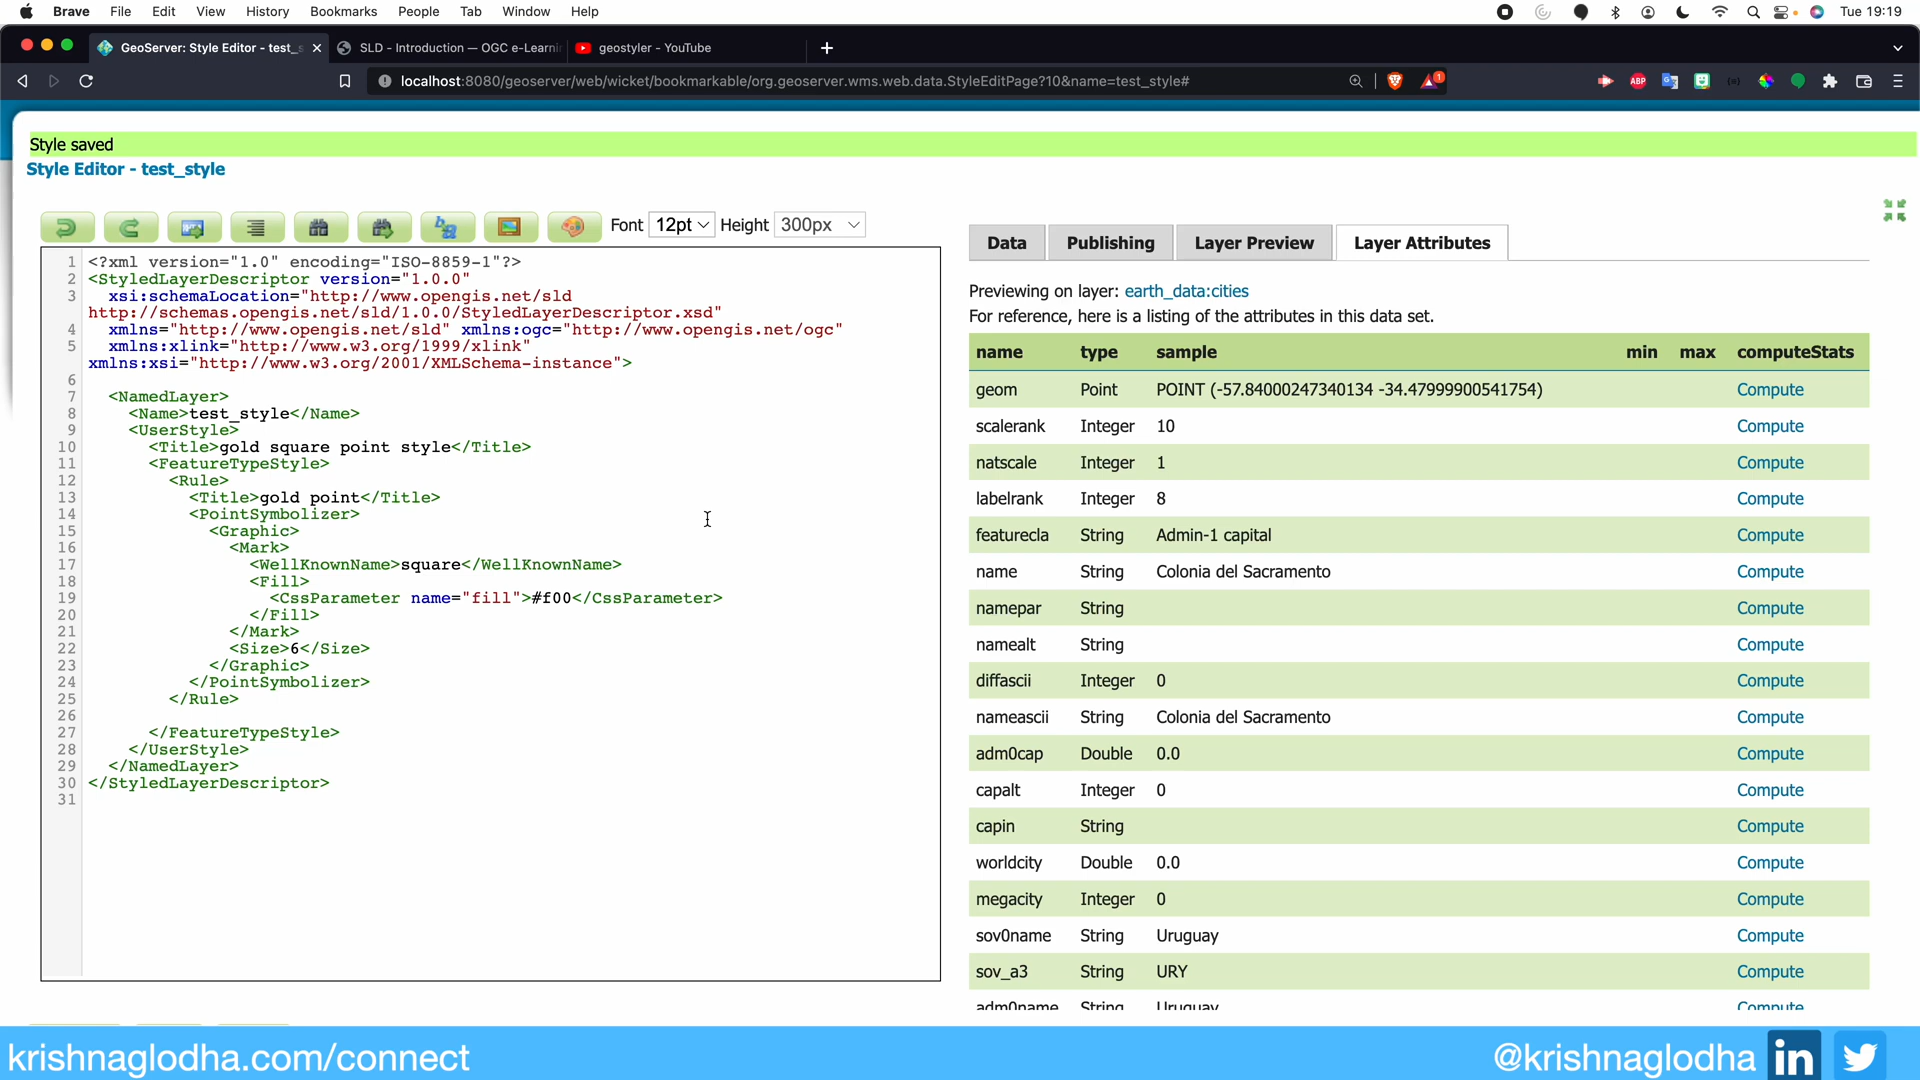 Brave File Edit View History Bookmarks People Tab Window Help Tue 19:19
GeoServer: Style Editor - test_s SLD - Introduction — OGC e-Learni geostyler - YouTube
localhost:8080/geoserver/web/wicket/bookmarkable/org.geoserver.wms.web.data.StyleEditPage?10&name=test_style# 1 ABP
Style saved
Style Editor - test_style
Font 12pt Height 300px
1 <?xml version="1.0" encoding="ISO-8859-1"?>
2 <StyledLayerDescriptor version="1.0.0"
3 xsi:schemaLocation="http://www.opengis.net/sld
http://schemas.opengis.net/sld/1.0.0/StyledLayerDescriptor.xsd"
4 xmlns="http://www.opengis.net/sld" xmlns:ogc="http://www.opengis.net/ogc"
5 xmlns:xlink="http://www.w3.org/1999/xlink"
xmlns:xsi="http://www.w3.org/2001/XMLSchema-instance">
6
7 <NamedLayer>
8 <Name>test_style</Name>
9 <UserStyle>
10 <Title>gold square point style</Title>
11 <FeatureTypeStyle>
12 <Rule>
13 <Title>gold point</Title>
14 <PointSymbolizer>
15 <Graphic>
16 <Mark>
17 <WellKnownName>square</WellKnownName>
18 <Fill>
19 <CssParameter name="fill">#f00</CssParameter>
20 </Fill>
21 </Mark>
22 <Size>6</Size>
23 </Graphic>
24 </PointSymbolizer>
25 </Rule>
26
27 </FeatureTypeStyle>
28 </UserStyle>
29 </NamedLayer>
30 </StyledLayerDescriptor>
31
Data Publishing Layer Preview Layer Attributes
Previewing on layer: earth_data:cities
For reference, here is a listing of the attributes in this data set.
name type sample min max computeStats
geom Point POINT (-57.84000247340134 -34.47999900541754) Compute
scalerank Integer 10 Compute
natscale Integer 1 Compute
labelrank Integer 8 Compute
featurecla String Admin-1 capital Compute
name String Colonia del Sacramento Compute
namepar String Compute
namealt String Compute
diffascii Integer 0 Compute
nameascii String Colonia del Sacramento Compute
adm0cap Double 0.0 Compute
capalt Integer 0 Compute
capin String Compute
worldcity Double 0.0 Compute
megacity Integer 0 Compute
sov0name String Uruguay Compute
sov_a3 String URY Compute
adm0name String Uruguay Compute
krishnaglodha.com/connect @krishnaglodha in